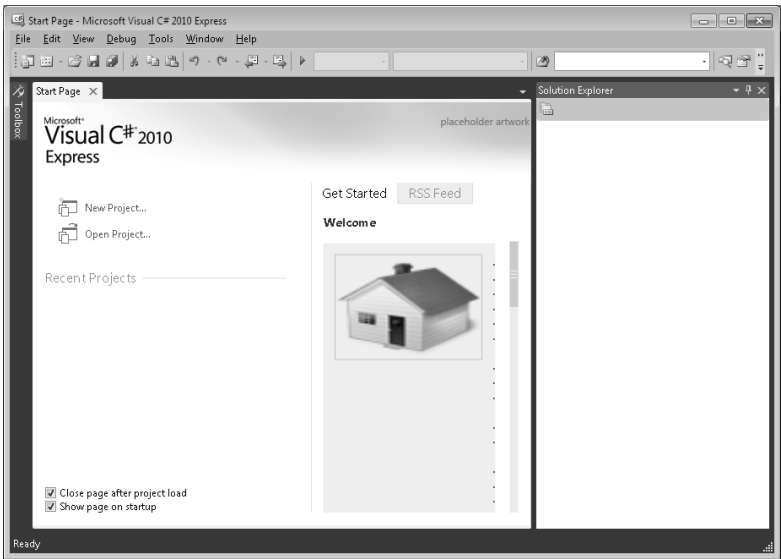 Start Page - Microsoft Visual C# 2010 Express
File Edit View Debug Tools Window Help
Toolbox
Start Page
Solution Explorer
Microsoft®
Visual C#® 2010
Express
placeholder artwork
New Project...
Open Project...
Recent Projects
Get Started RSS Feed
Welcome
Close page after project load
Show page on startup
Ready